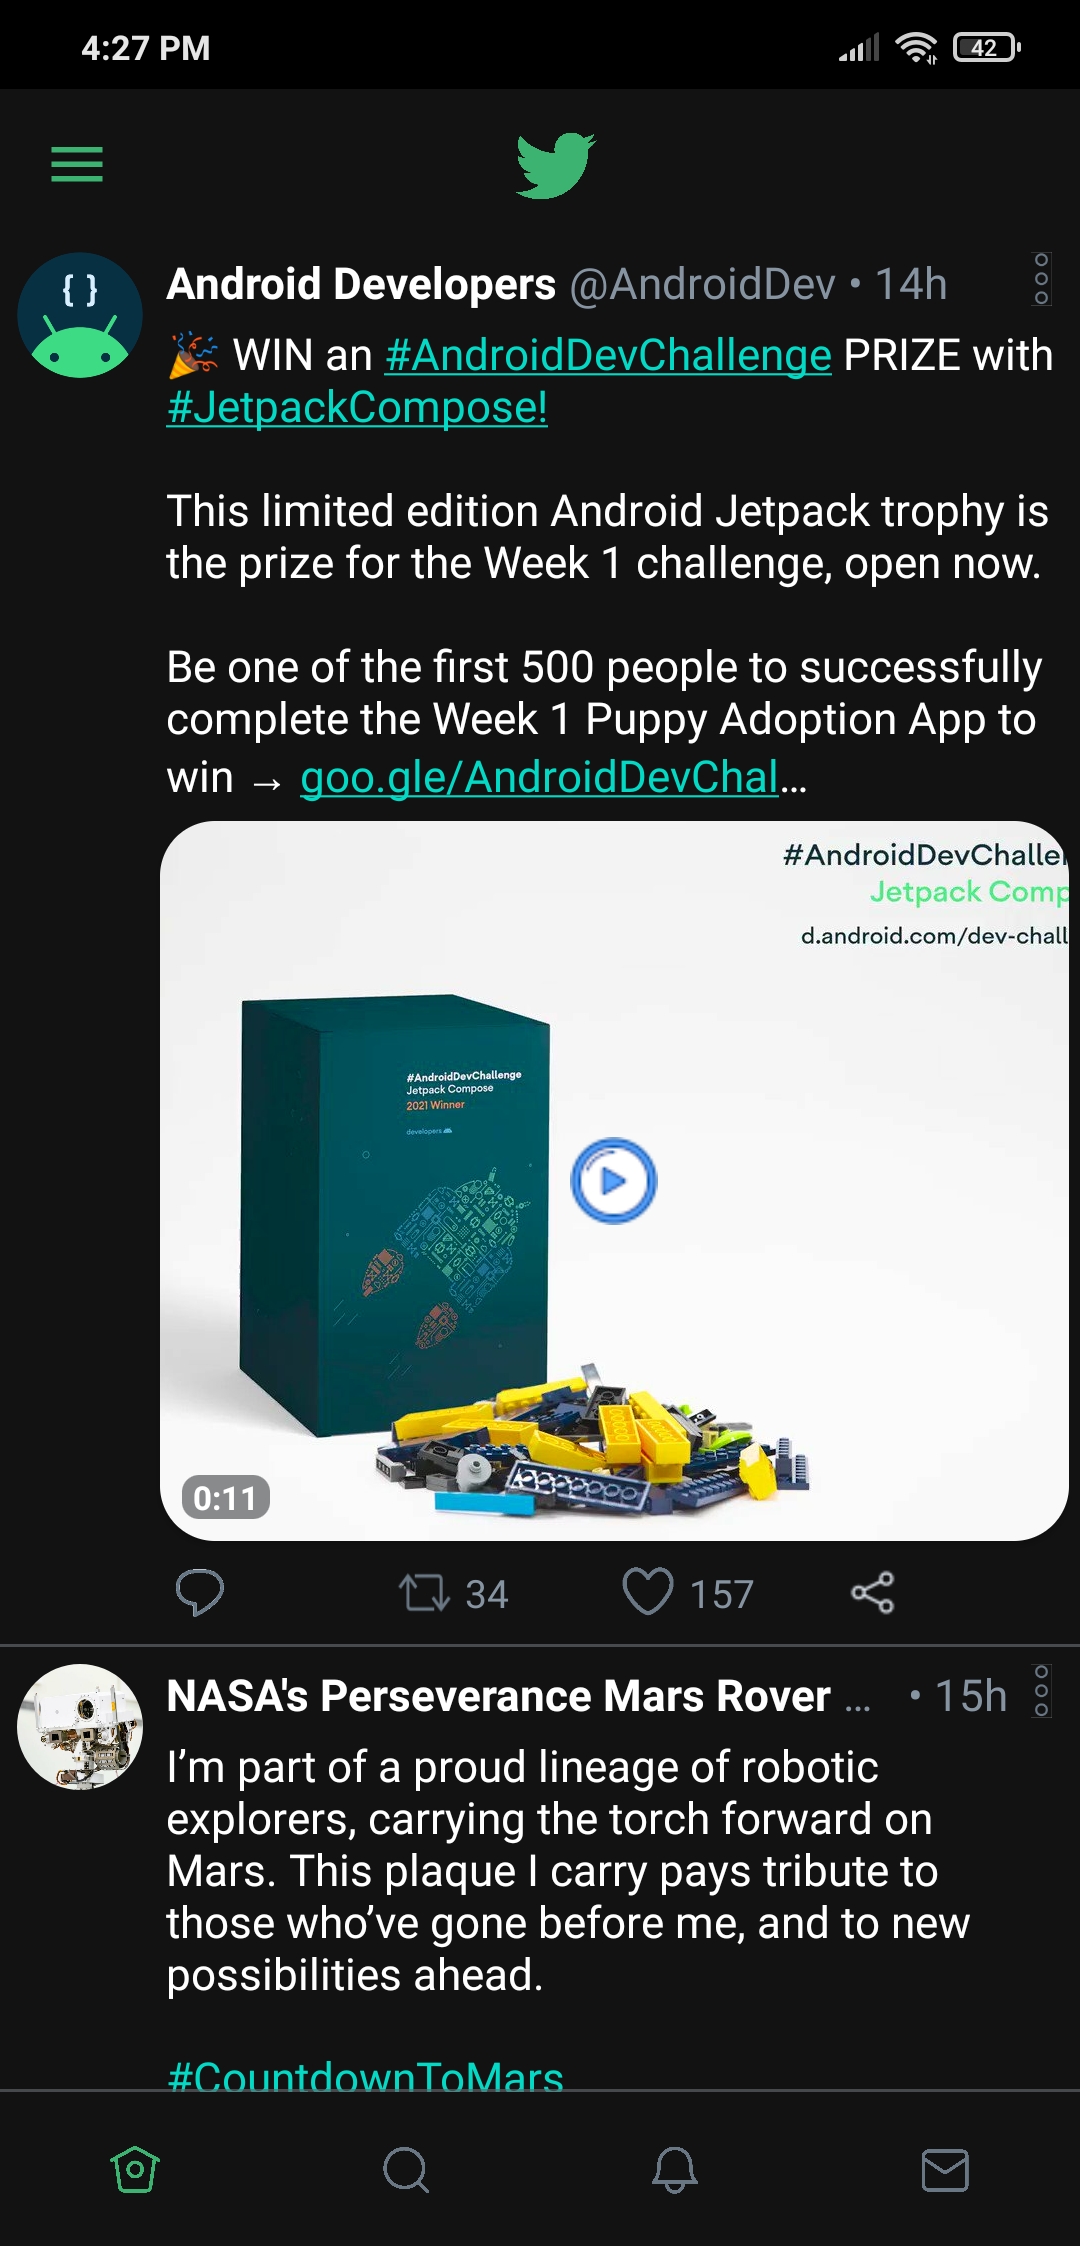 4:27 PM
42
Android Developers @AndroidDev • 14h
🎉 WIN an #AndroidDevChallenge PRIZE with
#JetpackCompose!
This limited edition Android Jetpack trophy is
the prize for the Week 1 challenge, open now.
Be one of the first 500 people to successfully
complete the Week 1 Puppy Adoption App to
win → goo.gle/AndroidDevChal…
#AndroidDevChalle
Jetpack Comp
d.android.com/dev-chall
#AndroidDevChallenge
Jetpack Compose
2021 Winner
developers
0:11
34
157
NASA's Perseverance Mars Rover … • 15h
I’m part of a proud lineage of robotic
explorers, carrying the torch forward on
Mars. This plaque I carry pays tribute to
those who’ve gone before me, and to new
possibilities ahead.
#CountdownToMars